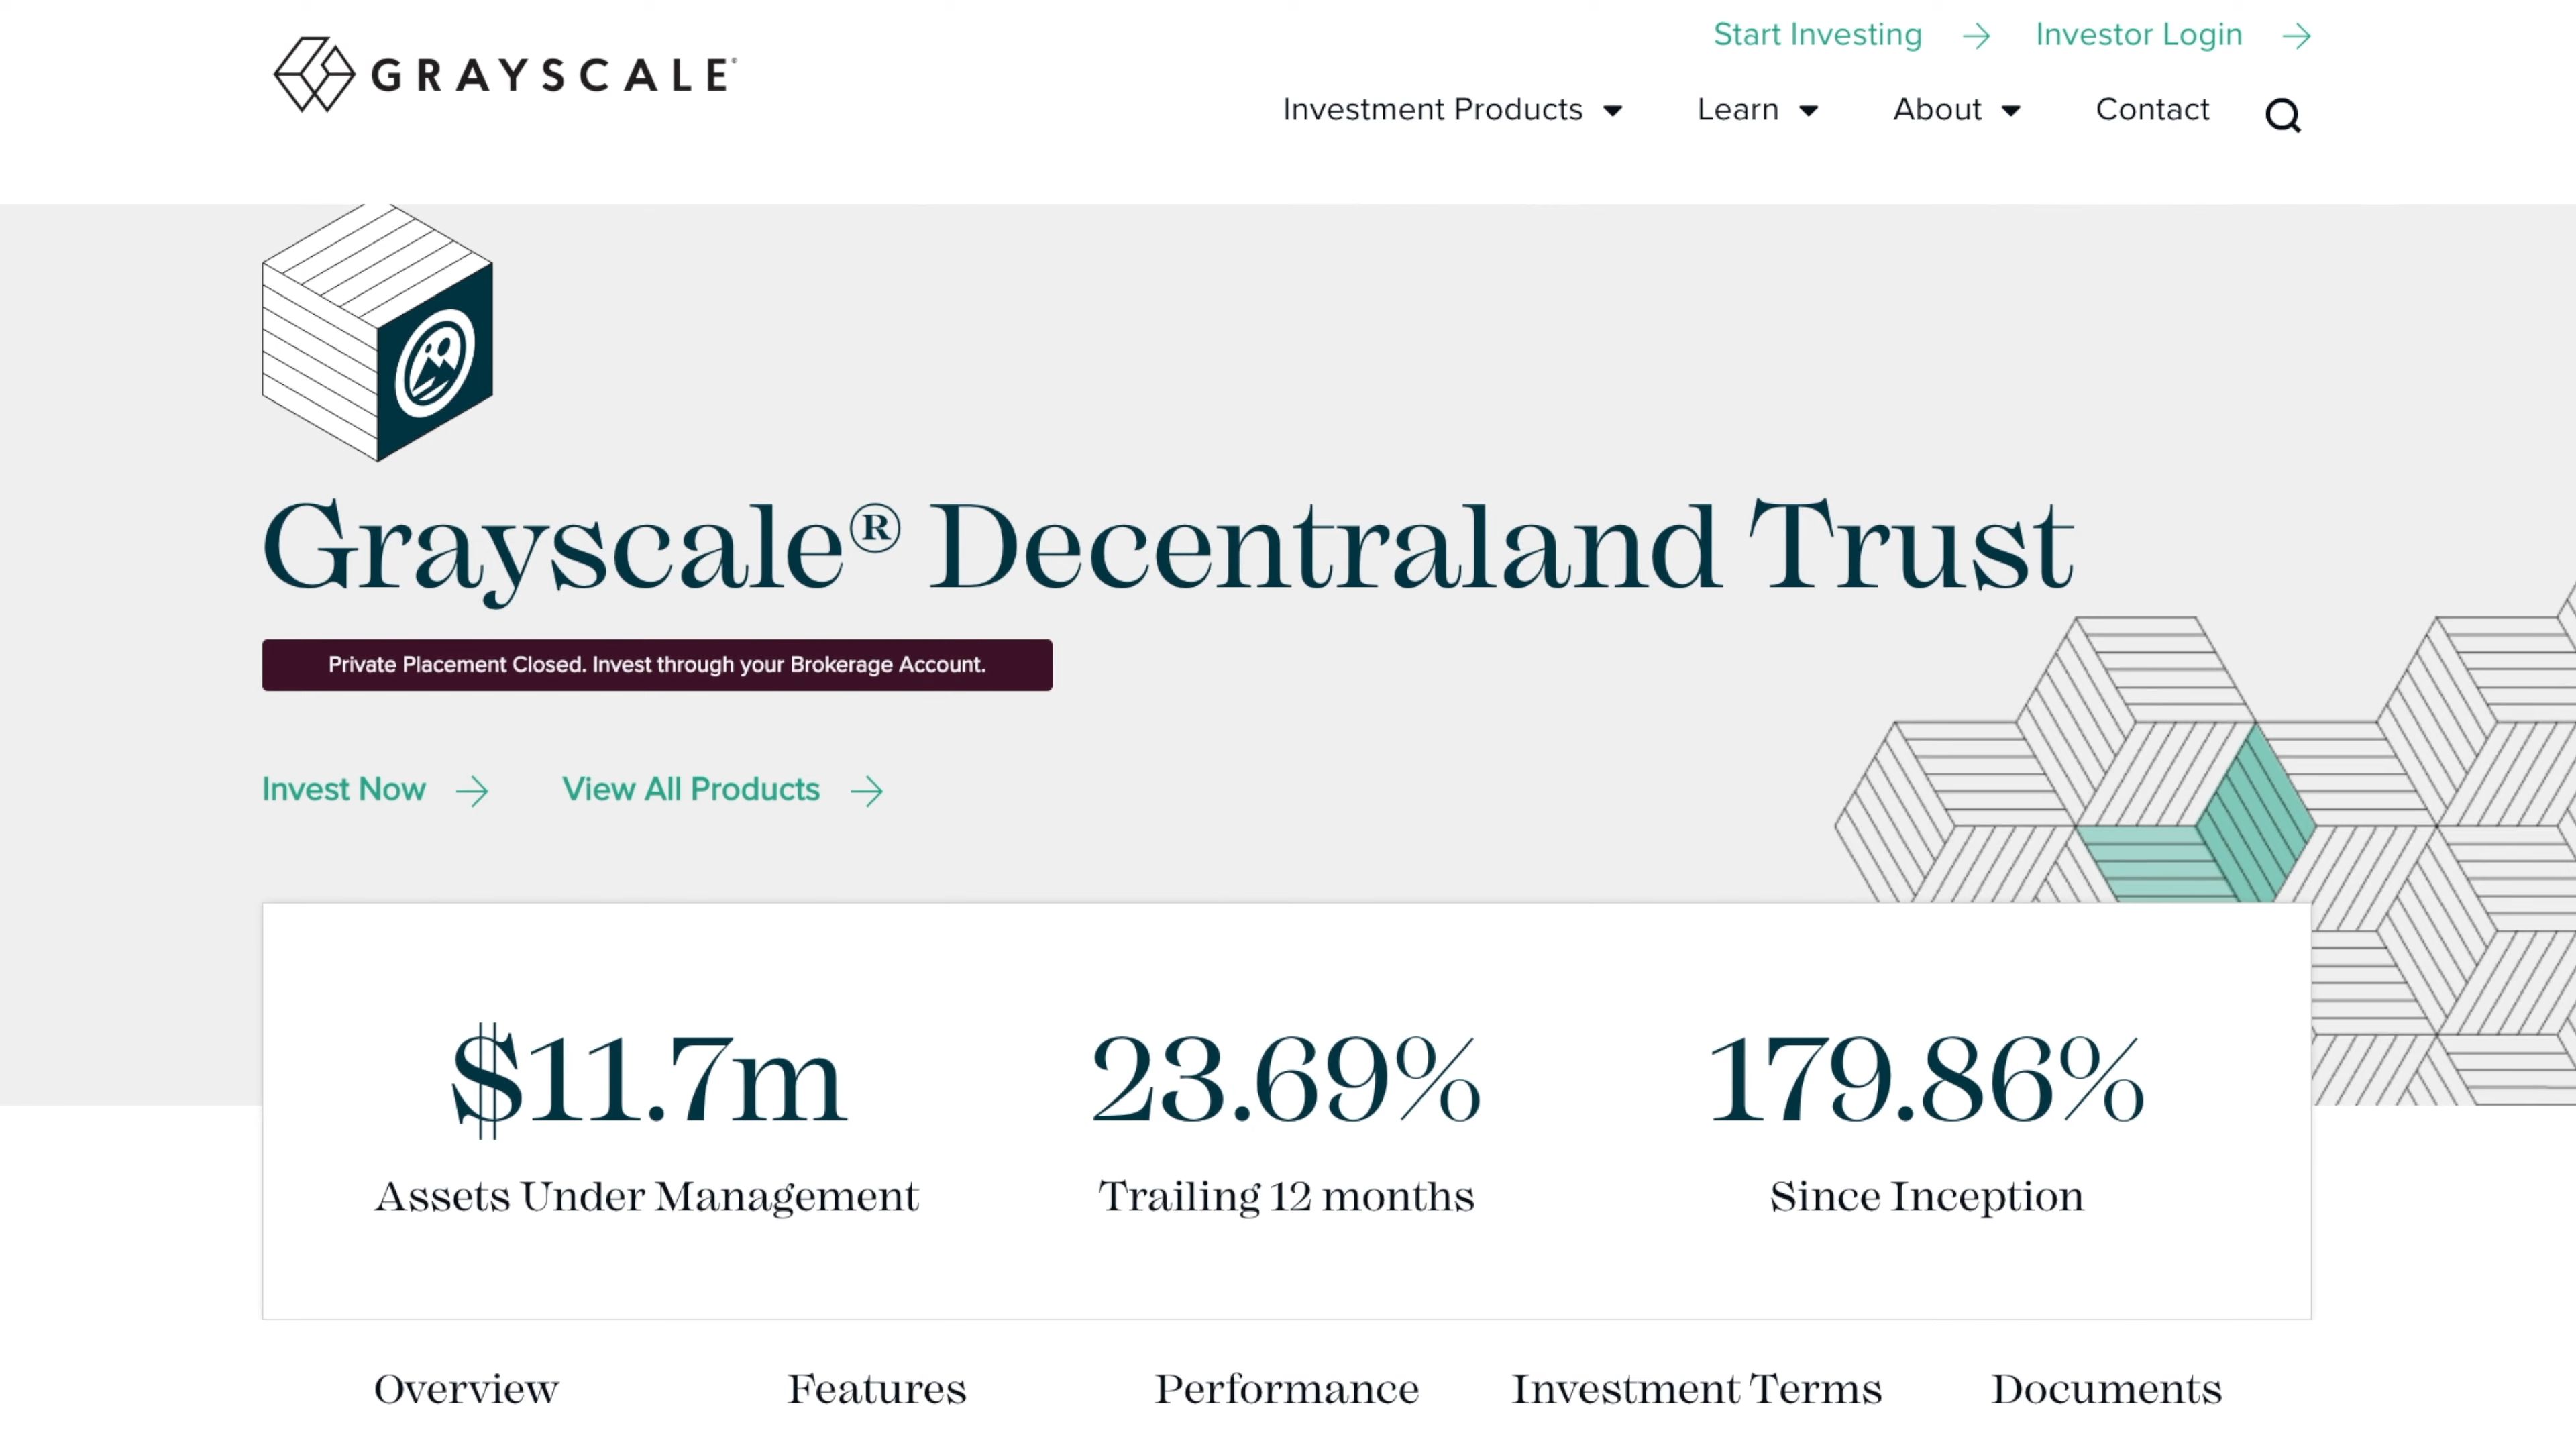 Start Investing
Investor Login
GRAYSCALE
Investment Products
Learn
About
Contact
Grayscale® Decentraland Trust
Private Placement Closed. Invest through your Brokerage Account.
Invest Now
View All Products
$11.7m
23.69%
179.86%
Assets Under Management
Trailing 12 months
Since Inception
Overview
Features
Performance
Investment Terms
Documents